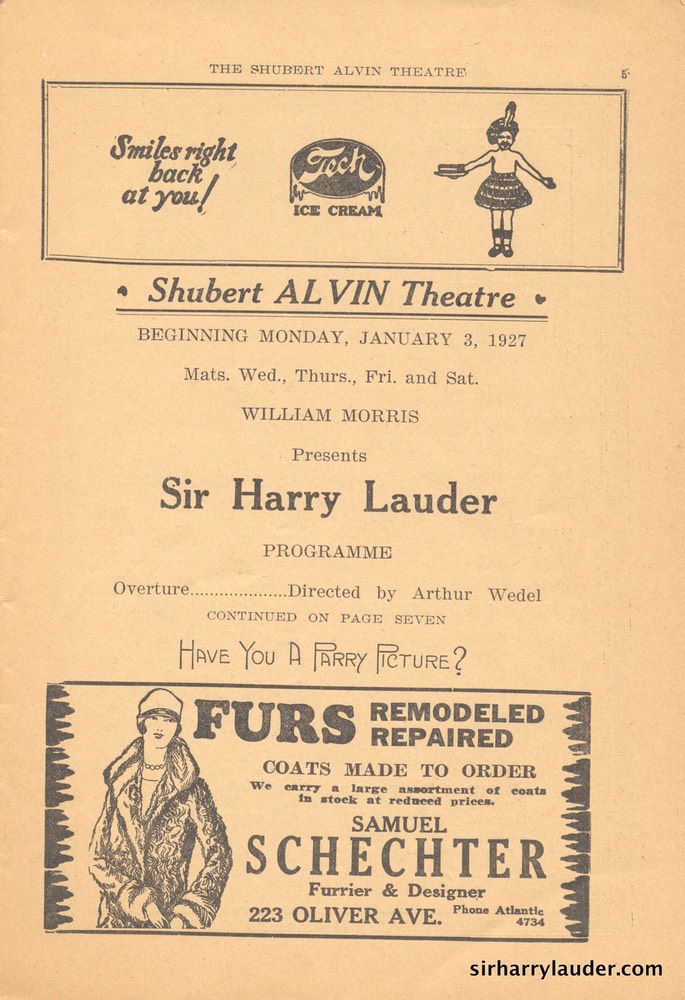 THE SHUBERT ALVIN THEATRE 5
Smiles right
back
at you!
Tech
ICE CREAM
Shubert ALVIN Theatre
BEGINNING MONDAY, JANUARY 3, 1927
Mats. Wed., Thurs., Fri. and Sat.
WILLIAM MORRIS
Presents
Sir Harry Lauder
PROGRAMME
Overture....................Directed by Arthur Wedel
CONTINUED ON PAGE SEVEN
HAVE YOU A PARRY PICTURE?
FURS REMODELED
REPAIRED
COATS MADE TO ORDER
We carry a large assortment of coats
in stock at reduced prices.
SAMUEL
SCHECHTER
Furrier & Designer
223 OLIVER AVE. Phone Atlantic
4734
sirharrylauder.com